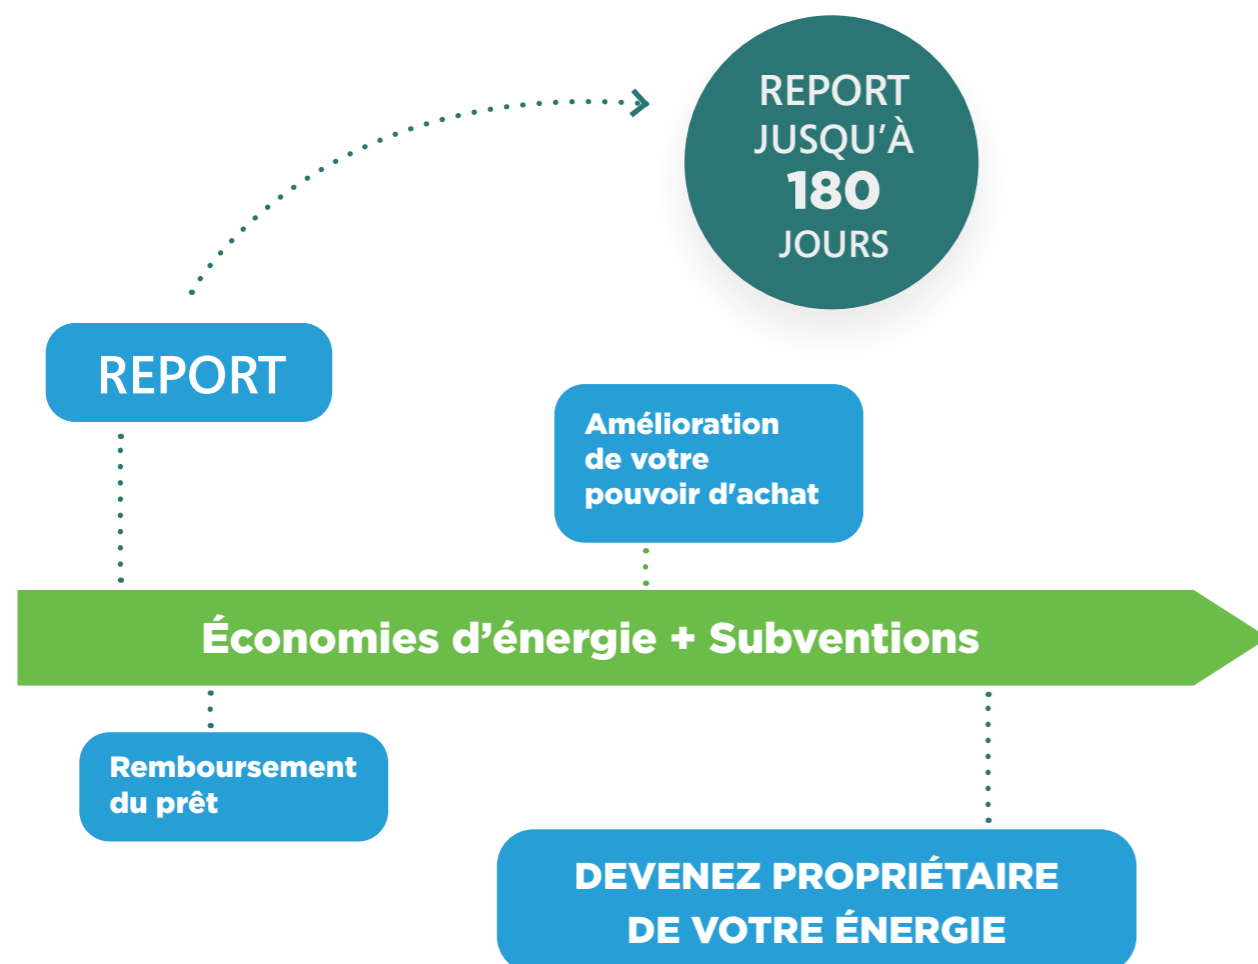 REPORT
JUSQU’À
180
JOURS
REPORT
Amélioration
de votre
pouvoir d'achat
Économies d’énergie + Subventions
Remboursement
du prêt
DEVENEZ PROPRIÉTAIRE
DE VOTRE ÉNERGIE